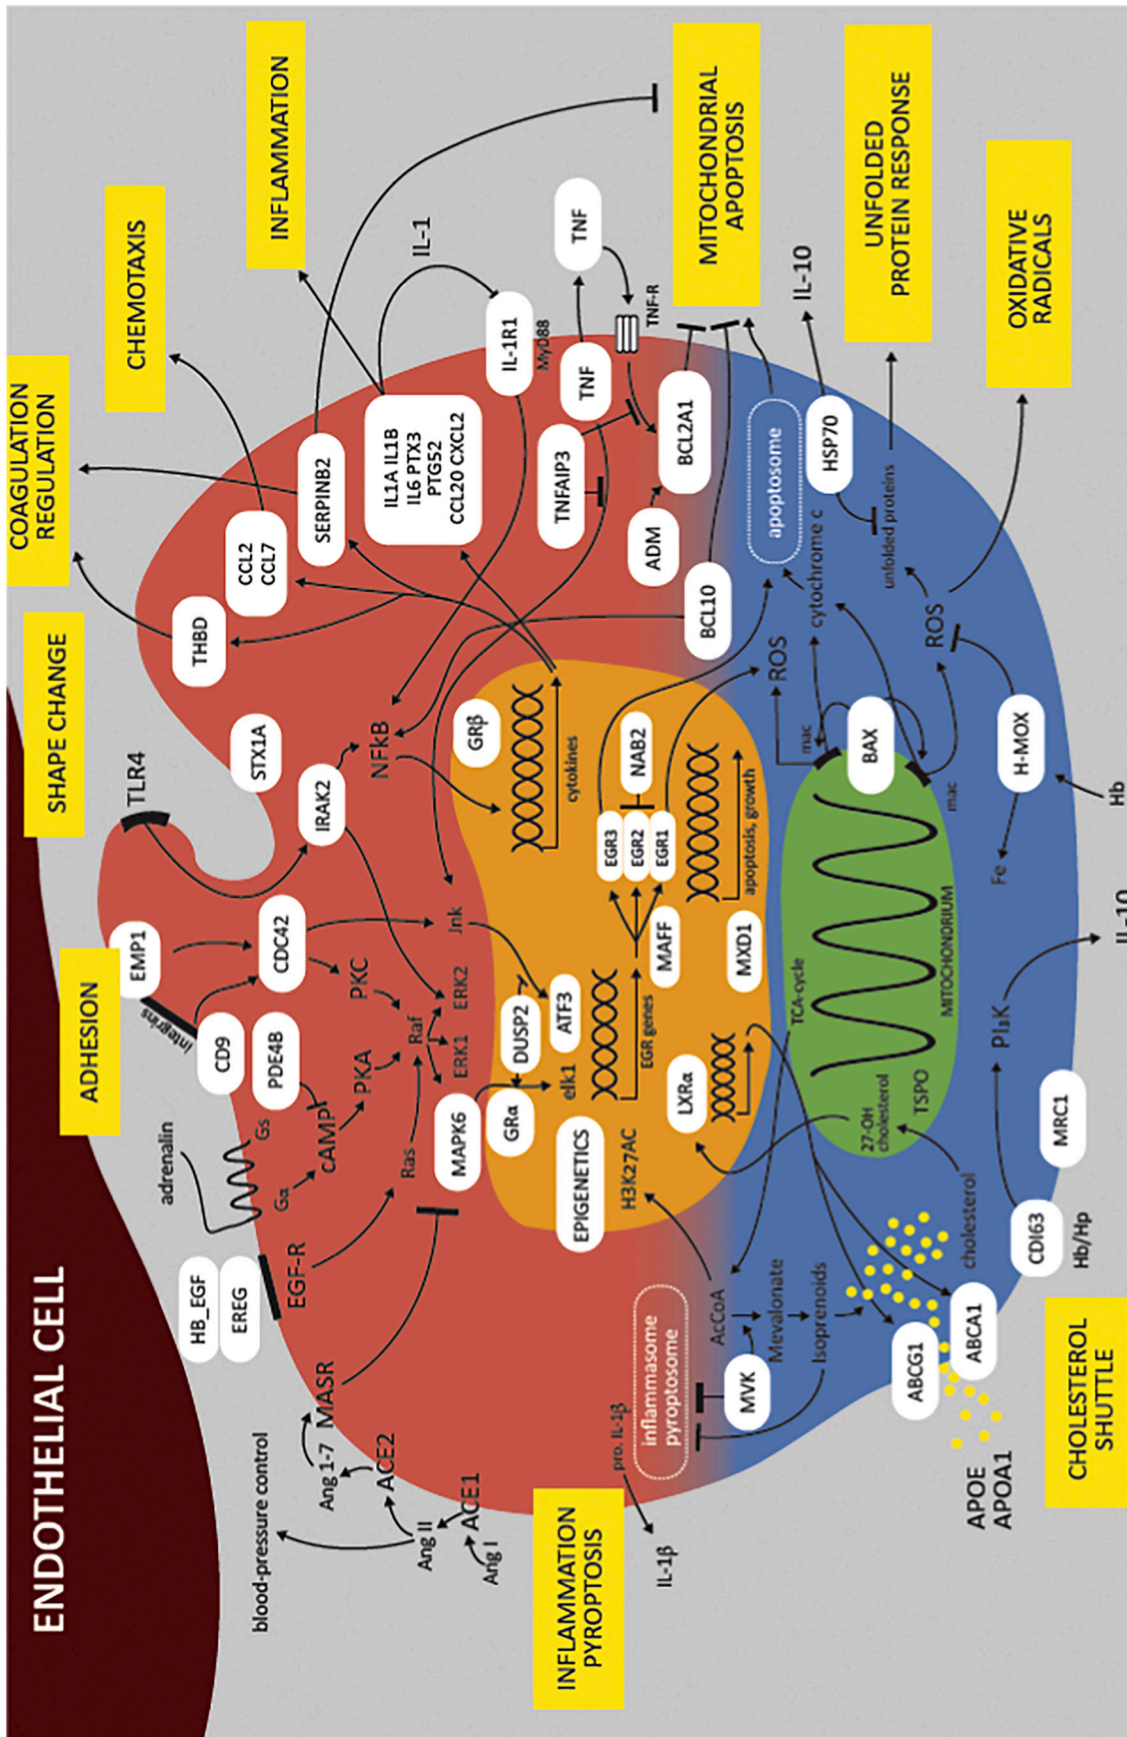 ENDOTHELIAL CELL
ADHESION
SHAPE CHANGE
COAGULATION
REGULATION
CHEMOTAXIS
INFLAMMATION
MITOCHONDRIAL
APOPTOSIS
UNFOLDED
PROTEIN RESPONSE
OXIDATIVE
RADICALS
CHOLESTEROL
SHUTTLE
INFLAMMATION
PYROPTOSIS
blood-pressure control
Ang I
ACE1
Ang II
ACE2
Ang 1-7
MASR
HB_EGF
EREG
EGF-R
adrenalin
Gα
Gs
cAMP
PDE4B
CD9
Integrins
EMP1
CDC42
TLR4
STX1A
IRAK2
THBD
CCL2
CCL7
SERPINB2
IL1A IL1B
IL6 PTX3
PTGS2
CCL20 CXCL2
IL-1
IL-1R1
MyD88
TNF
TNF
TNF-R
TNFAIP3
BCL2A1
ADM
BCL10
NFkB
PKA
PKC
Ras
Raf
ERK1
ERK2
Jnk
MAPK6
GRα
DUSP2
ATF3
elk1
EGR genes
EPIGENETICS
H3K27AC
GRβ
cytokines
EGR3
EGR2
EGR1
NAB2
MAFF
MXD1
apoptosis, growth
LXRα
pro. IL-1β
IL-1β
inflammasome
pyroptosome
MVK
AcCoA
Mevalonate
Isoprenoids
TCA-cycle
27-OH
cholesterol
TSPO
MITOCHONDRIUM
cholesterol
ABCG1
ABCA1
APOE
APOA1
CDI63
Hb/Hp
MRC1
PI₃K
IL-10
BAX
mac
mac
ROS
cytochrome c
apoptosome
HSP70
IL-10
unfolded proteins
ROS
H-MOX
Fe
Hb